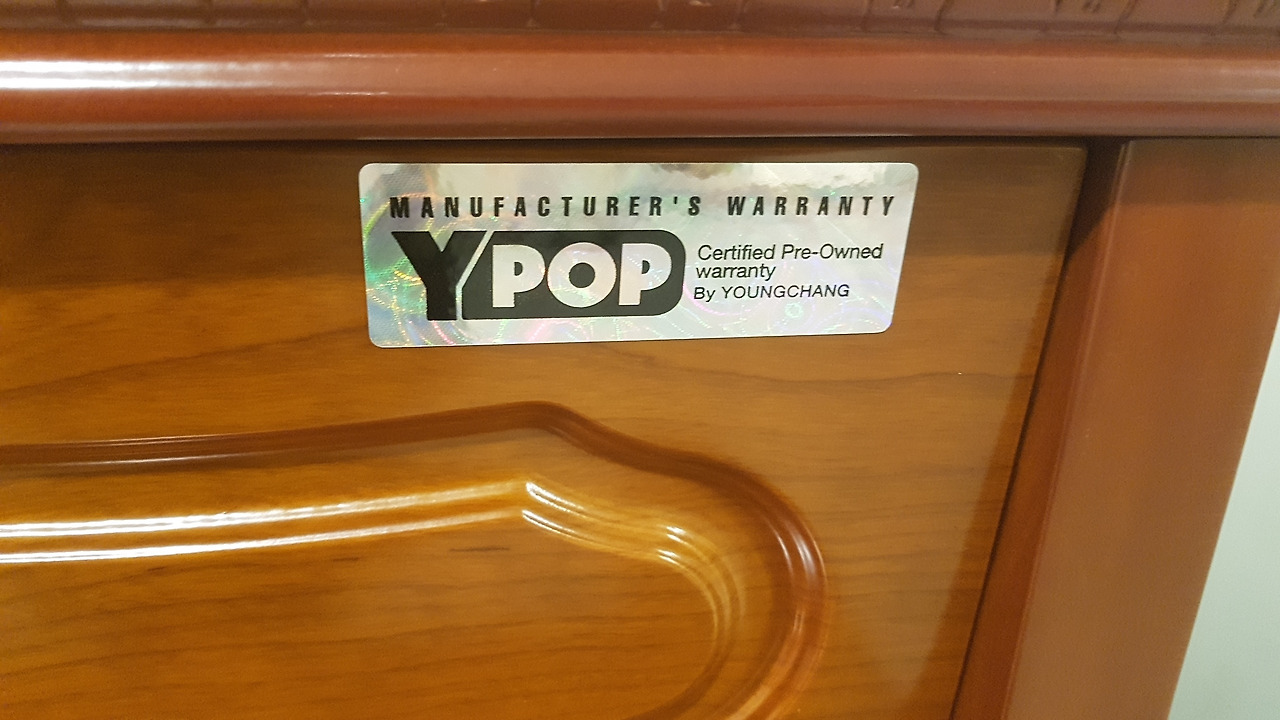 MANUFACTURER'S WARRANTY
YPOP
Certified Pre-Owned
warranty
By YOUNGCHANG